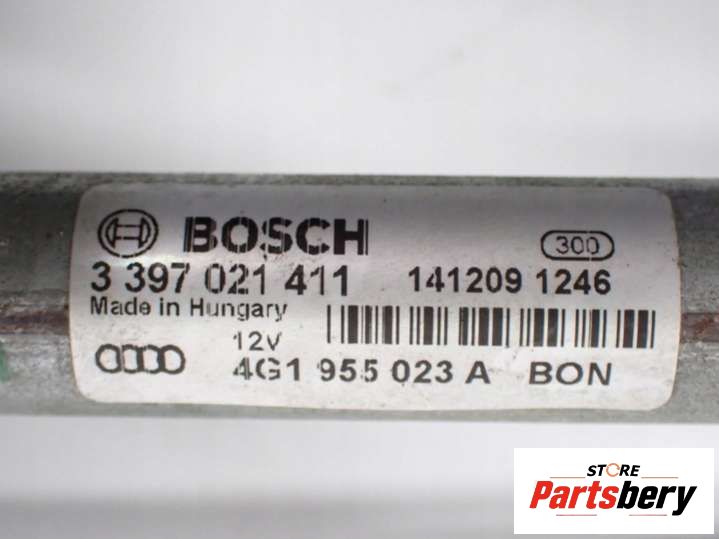 BOSCH 300
3 397 021 411 141209 1246
Made in Hungary
12V
4G1 955 023 A BON
STORE
Partsbery